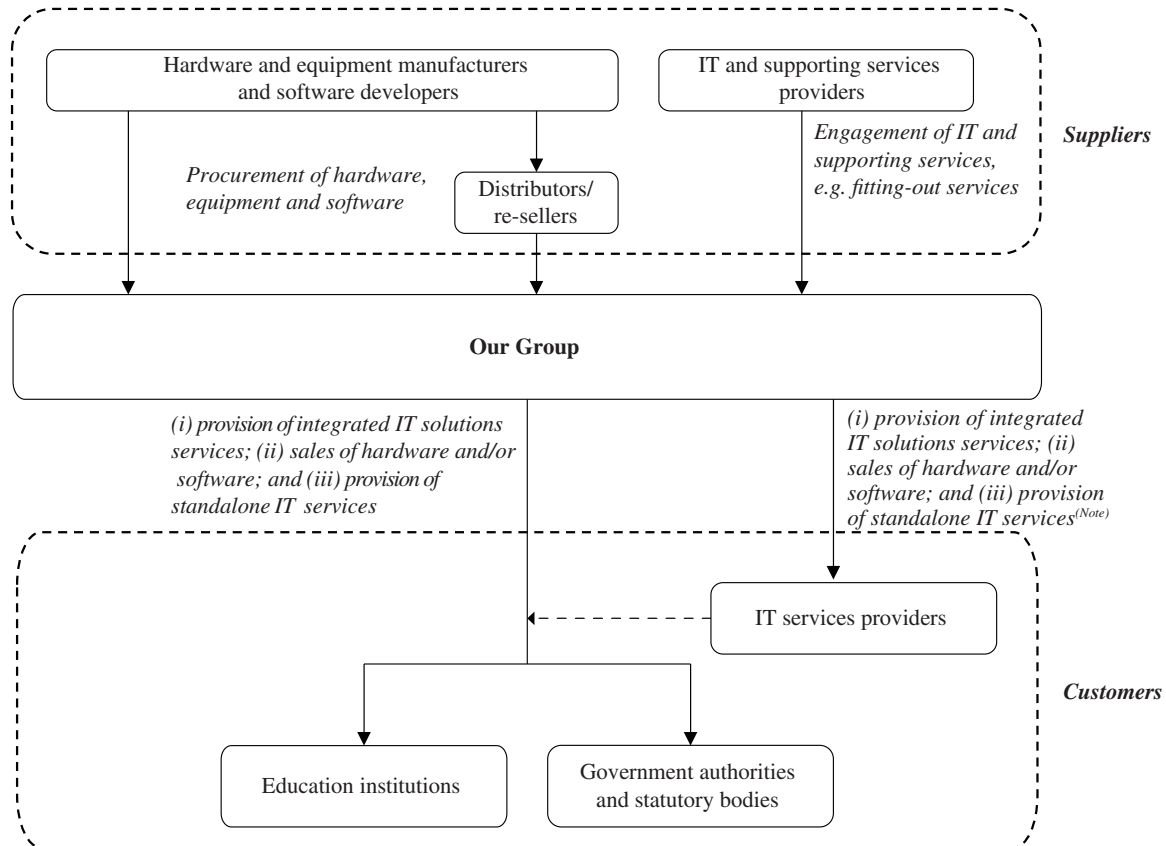 Hardware and equipment manufacturers
and software developers
IT and supporting services
providers
Suppliers
Engagement of IT and
supporting services,
e.g. fitting-out services
Procurement of hardware,
equipment and software
Distributors/
re-sellers
Our Group
(i) provision of integrated IT solutions
services; (ii) sales of hardware and/or
software; and (iii) provision of
standalone IT services
(i) provision of integrated
IT solutions services; (ii)
sales of hardware and/or
software; and (iii) provision
of standalone IT services(Note)
IT services providers
Customers
Education institutions
Government authorities
and statutory bodies